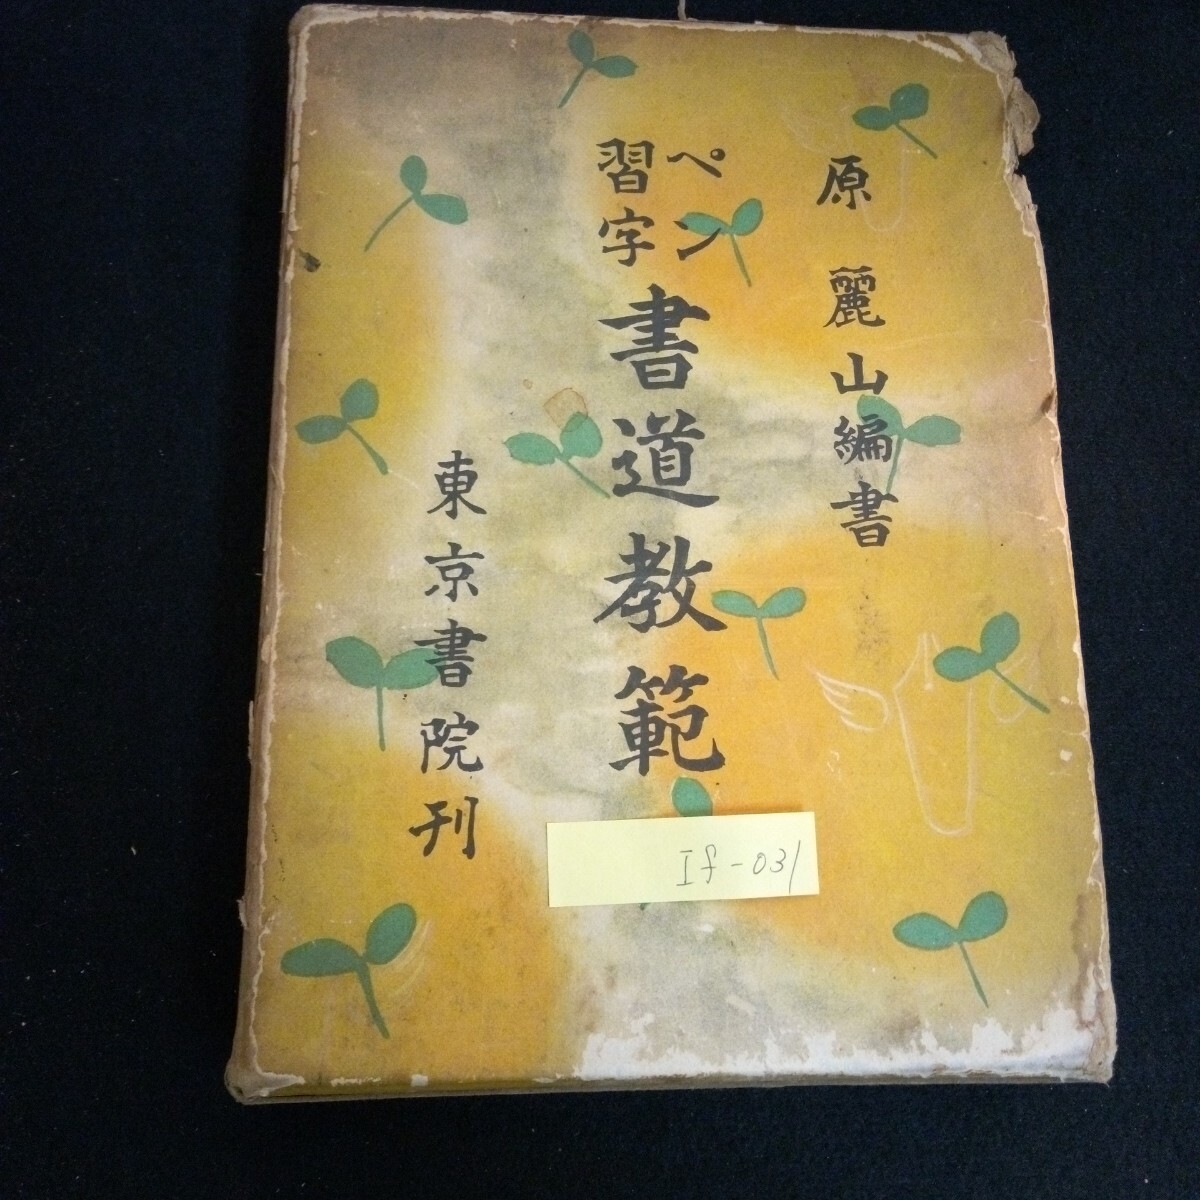 原麗山編書
ペン
習字
書道教範
東京書院刊
If-031